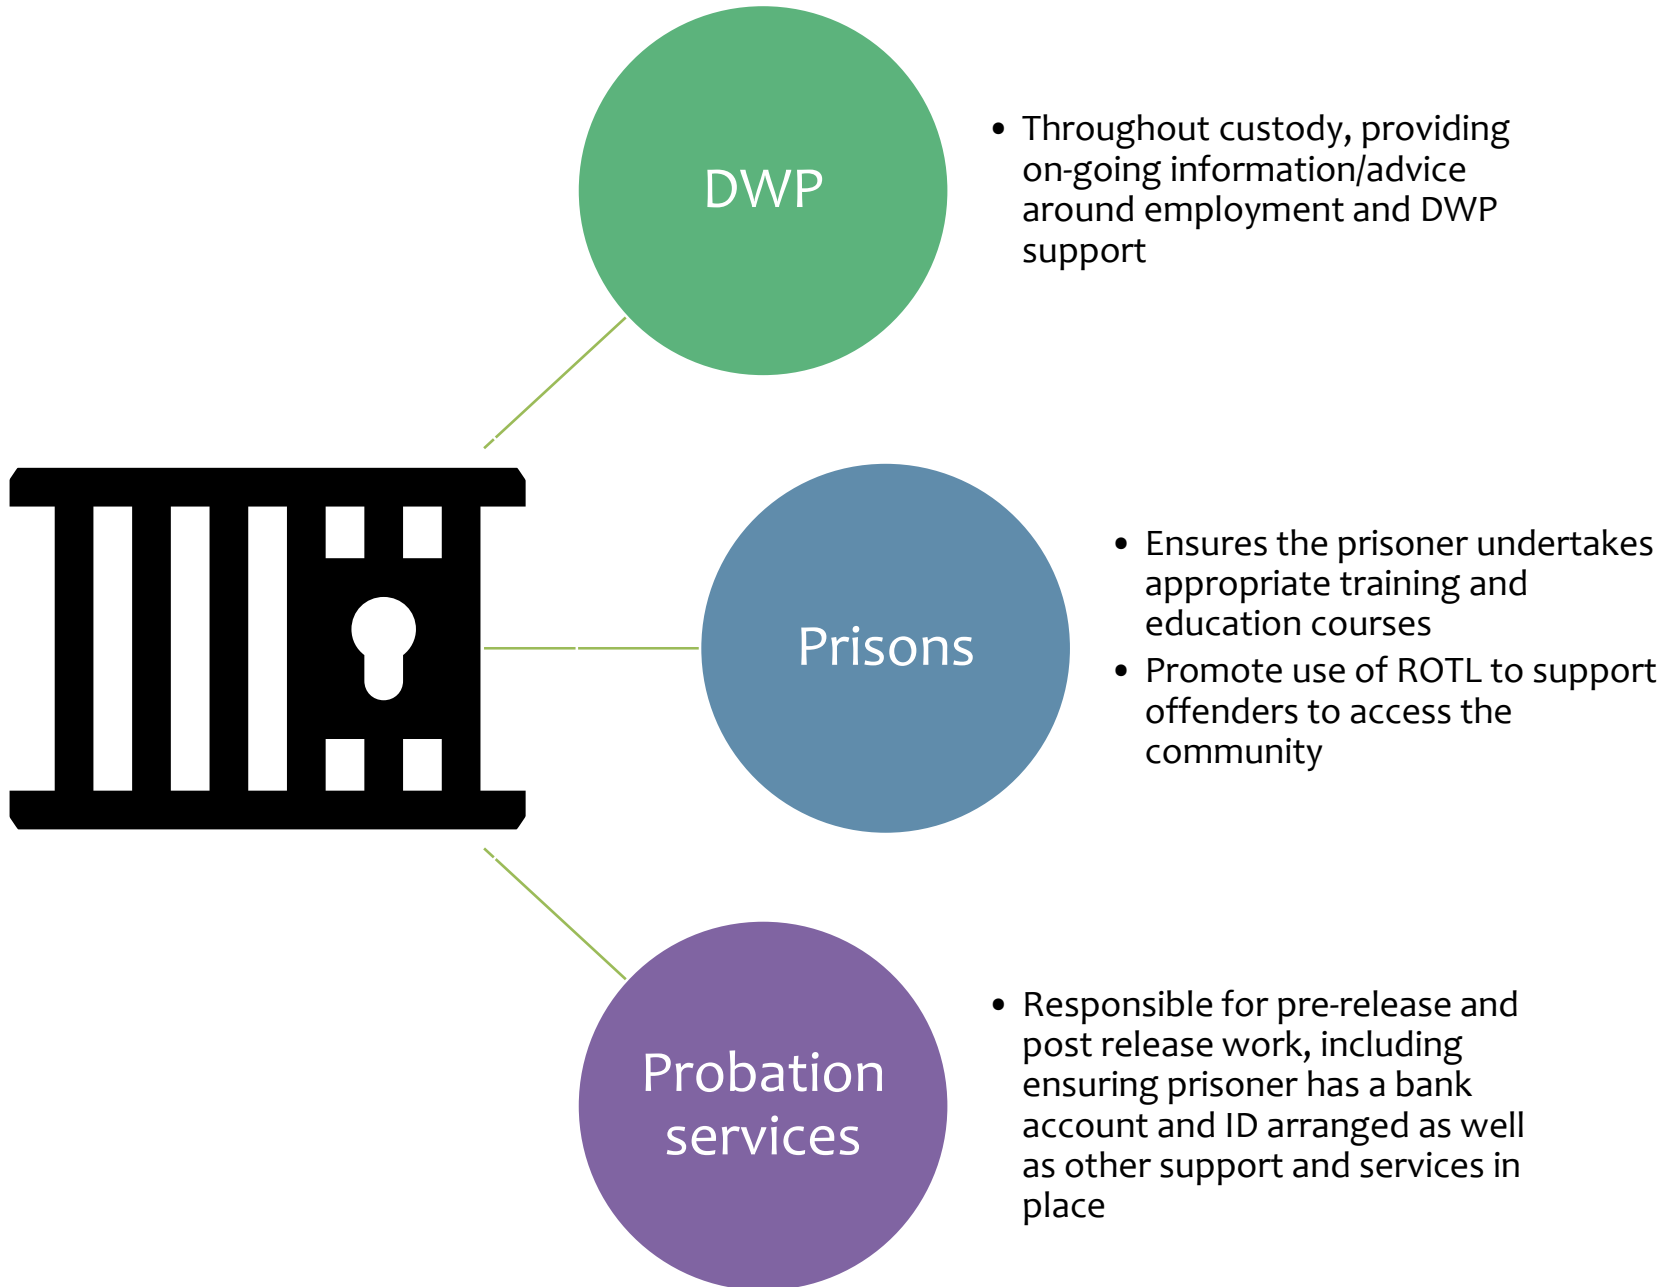 DWP
• Throughout custody, providing
on-going information/advice
around employment and DWP
support
Prisons
• Ensures the prisoner undertakes
appropriate training and
education courses
• Promote use of ROTL to support
offenders to access the
community
Probation
services
• Responsible for pre-release and
post release work, including
ensuring prisoner has a bank
account and ID arranged as well
as other support and services in
place